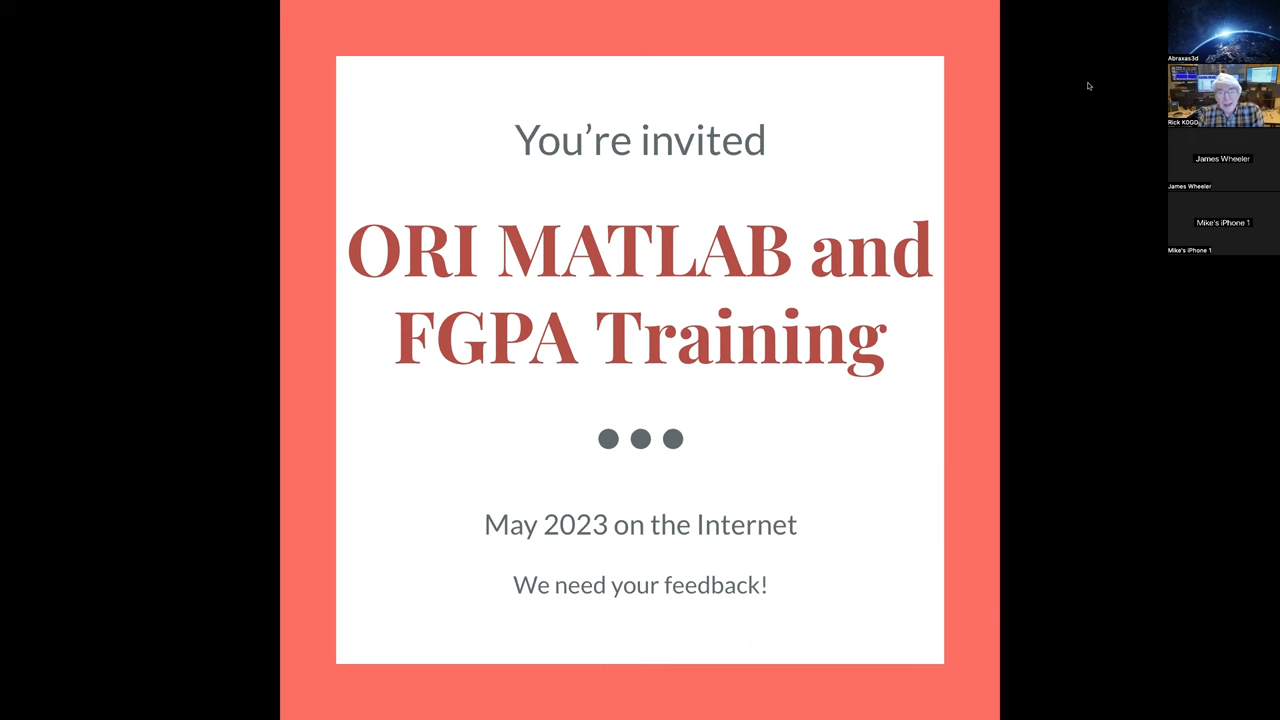 You're invited
ORI MATLAB and
FGPA Training
May 2023 on the Internet
We need your feedback!
Abraxas3d
Rick K0GD
James Wheeler
James Wheeler
Mike's iPhone 1
Mike's iPhone 1